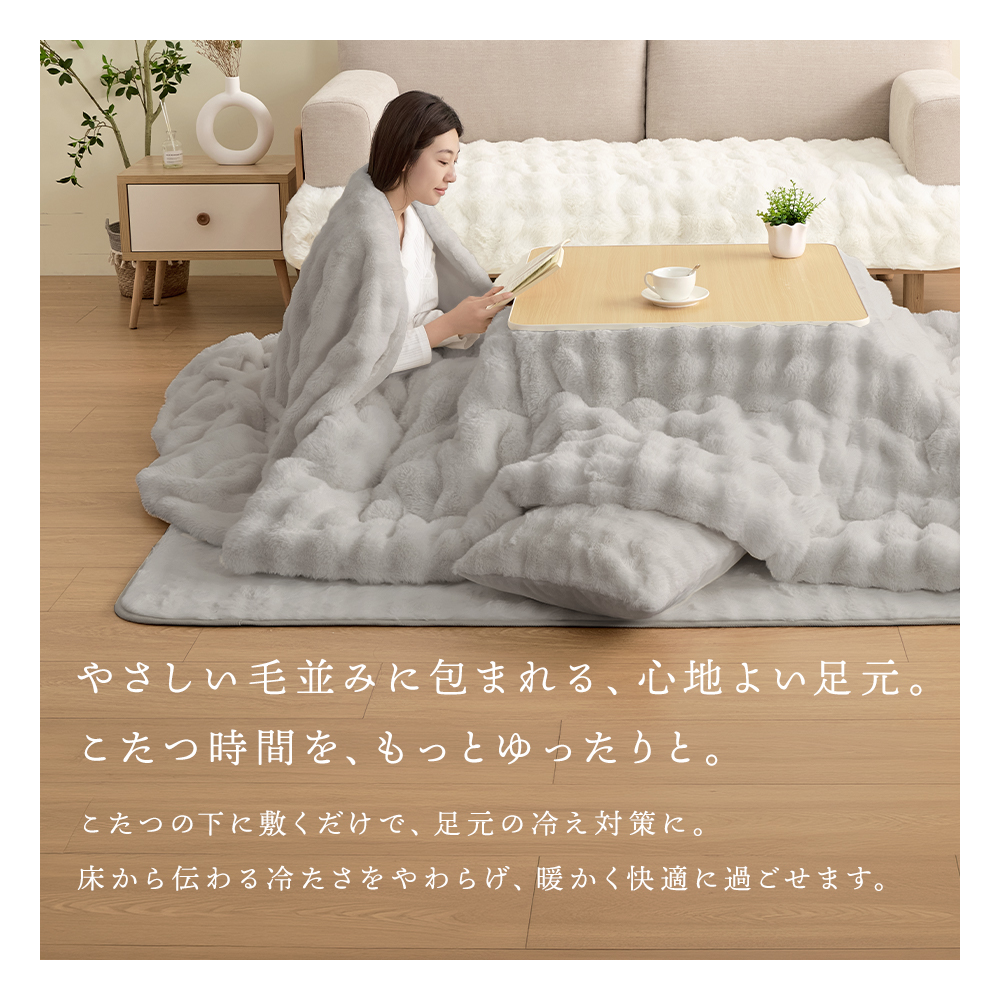 やさしい毛並みに包まれる、心地よい足元。
こたつ時間を、もっとゆったりと。
こたつの下に敷くだけで、足元の冷え対策に。
床から伝わる冷たさをやわらげ、暖かく快適に過ごせます。